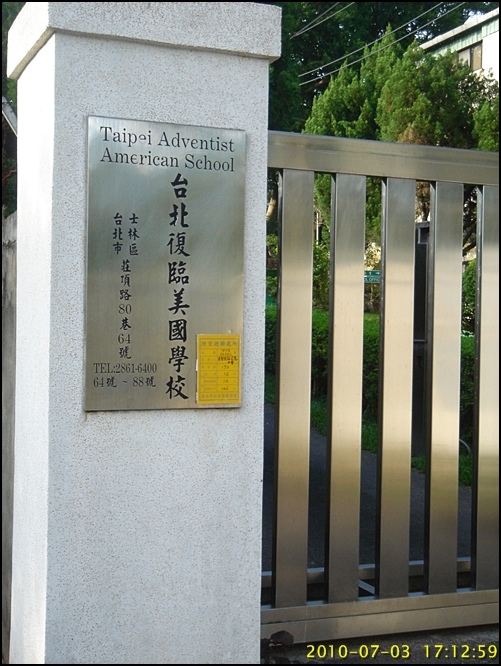 Taipei Adventist
American School
台北復臨美國學校
士林區
台北市
莊頂路80巷64號
TEL:2861-6400
64號－88號
2010-07-03 17:12:59